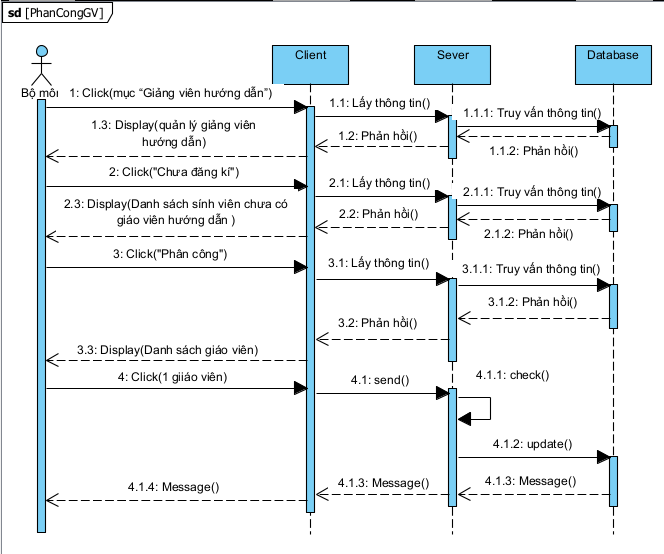 sd [PhanCongGV]
Client
Sever
Database
Bộ môn
1: Click(mục "Giảng viên hướng dẫn")
1.1: Lấy thông tin()
1.1.1: Truy vấn thông tin()
1.3: Display(quản lý giảng viên
hướng dẫn)
1.2: Phản hồi()
1.1.2: Phản hồi()
2: Click("Chưa đăng kí")
2.1: Lấy thông tin()
2.1.1: Truy vấn thông tin()
2.3: Display(Danh sách sính viên chưa có
giáo viên hướng dẫn )
2.2: Phản hồi()
2.1.2: Phản hồi()
3: Click("Phân công")
3.1: Lấy thông tin()
3.1.1: Truy vấn thông tin()
3.1.2: Phản hồi()
3.2: Phản hồi()
3.3: Display(Danh sách giáo viên)
4: Click(1 giiáo viên)
4.1: send()
4.1.1: check()
4.1.2: update()
4.1.4: Message()
4.1.3: Message()
4.1.3: Message()